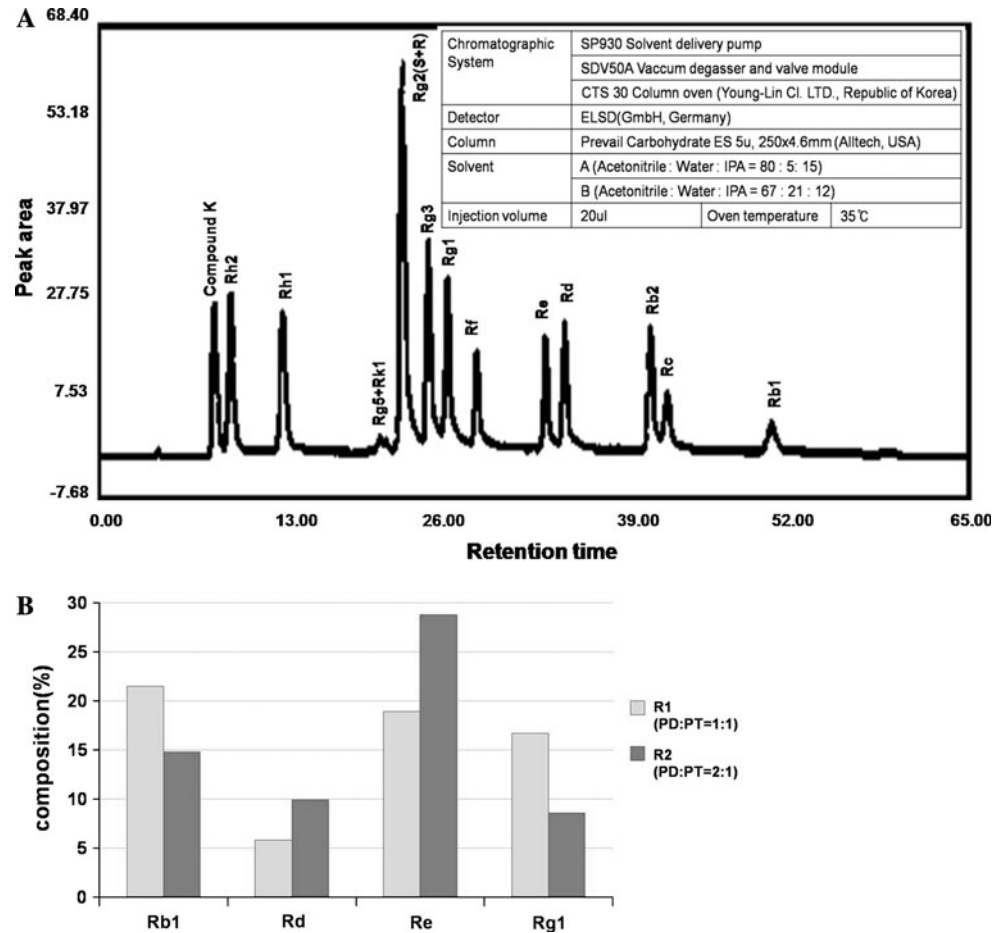 A
68.40
53.18
37.97
27.75
7.53
-7.68
Peak area
Compound K
Rh2
Rh1
Rg5+Rk1
Rg2(S+R)
Rg3
Rg1
Rf
Re
Rd
Rb2
Rc
Rb1
Chromatographic System
SP930 Solvent delivery pump
SDV50A Vaccum degasser and valve module
CTS 30 Column oven (Young-Lin CI. LTD., Republic of Korea)
Detector ELSD(GmbH, Germany)
Column Prevail Carbohydrate ES 5u, 250x4.6mm (Alltech, USA)
Solvent A (Acetonitrile : Water : IPA = 80 : 5: 15)
B (Acetonitrile : Water : IPA = 67 : 21 : 12)
Injection volume 20ul Oven temperature 35℃
0.00 13.00 26.00 39.00 52.00 65.00
Retention time
B
30
25
20
15
10
5
0
composition(%)
Rb1 Rd Re Rg1
R1
(PD:PT=1:1)
R2
(PD:PT=2:1)